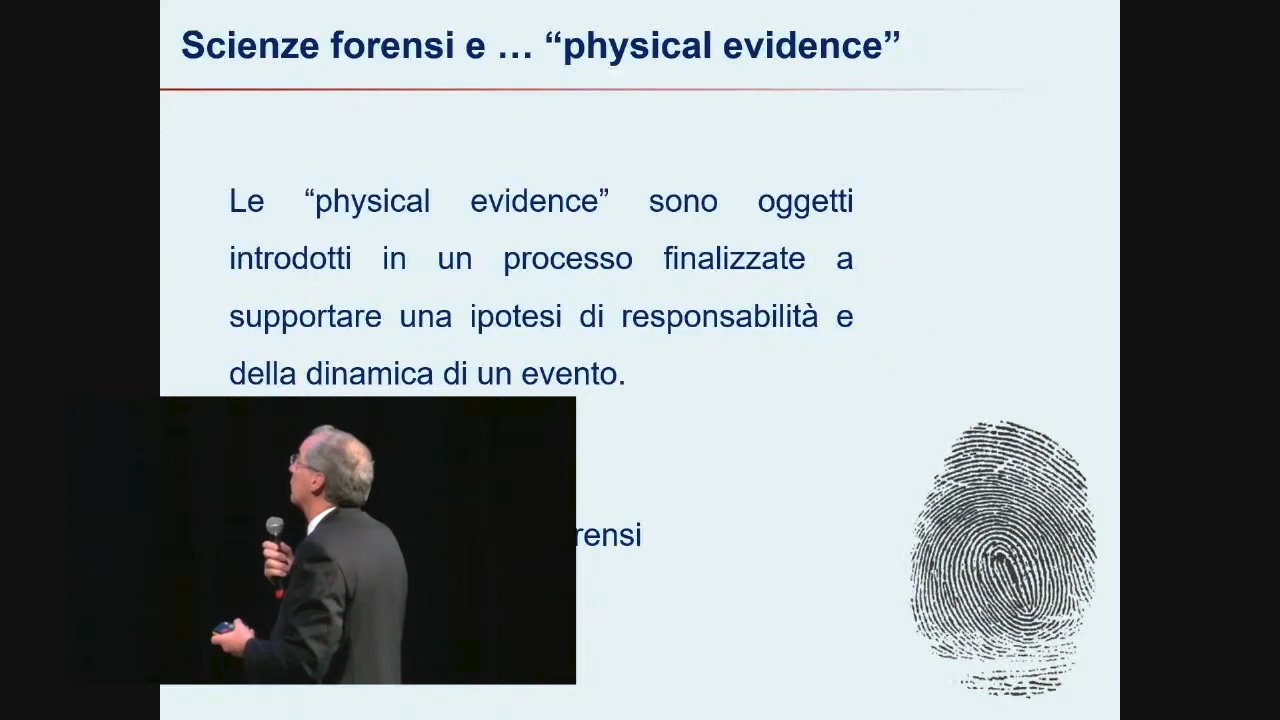 Scienze forensi e … “physical evidence”
Le “physical evidence” sono oggetti
introdotti in un processo finalizzate a
supportare una ipotesi di responsabilità e
della dinamica di un evento.